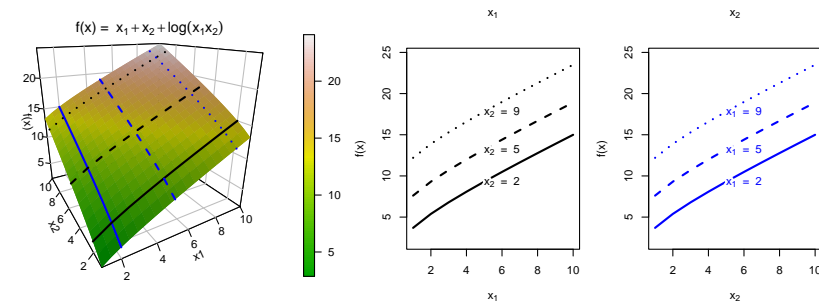 f(x) = x₁ + x₂ + log(x₁x₂)
20
15
10
5
10
8
6
4
2
x2
2
4
6
8
10
x1
20
15
10
5
x₁
25
20
15
10
5
f(x)
x₂ = 9
x₂ = 5
x₂ = 2
2 4 6 8 10
x₁
x₂
25
20
15
10
5
f(x)
x₁ = 9
x₁ = 5
x₁ = 2
2 4 6 8 10
x₂